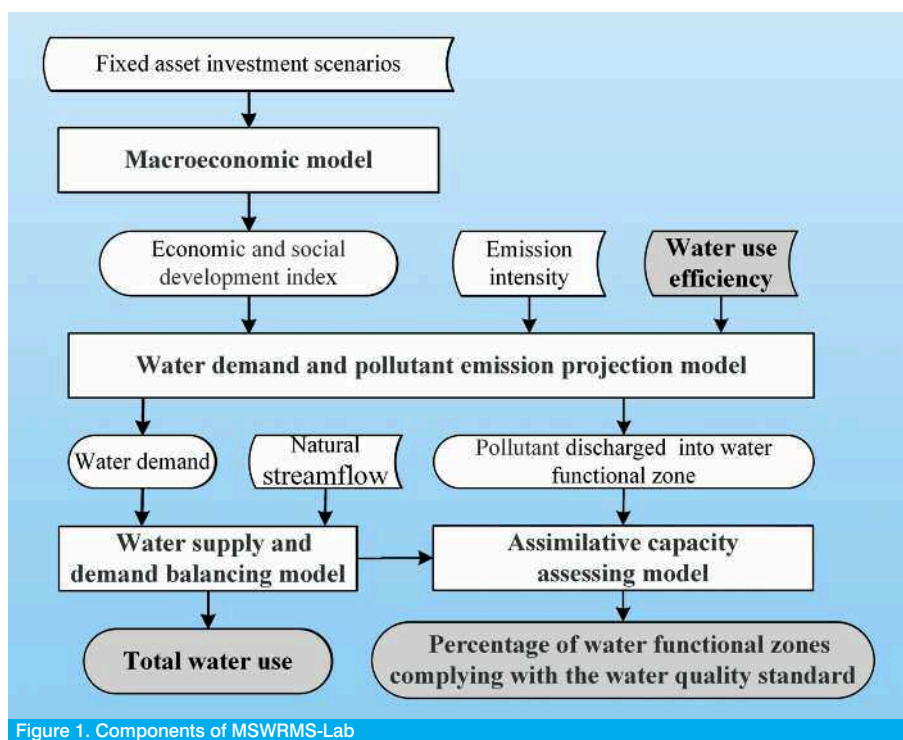 Fixed asset investment scenarios
Macroeconomic model
Economic and social
development index
Emission
intensity
Water use
efficiency
Water demand and pollutant emission projection model
Water demand
Natural
streamflow
Pollutant discharged into water
functional zone
Water supply and
demand balancing model
Assimilative capacity
assessing model
Total water use
Percentage of water functional zones
complying with the water quality standard
Figure 1. Components of MSWRMS-Lab